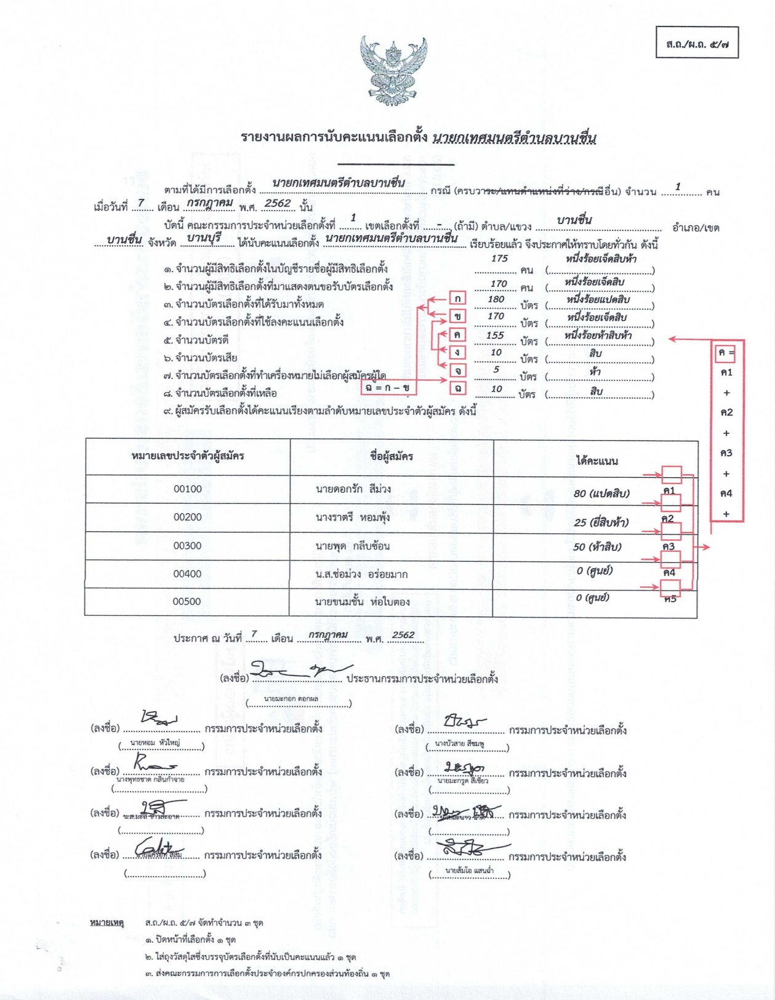 ส.ถ./ผ.ถ. ๕/๗
รายงานผลการนับคะแนนเลือกตั้ง นายกเทศมนตรีตำบลบานชื่น
ตามที่ได้มีการเลือกตั้ง นายกเทศมนตรีตำบลบานชื่น กรณี (ครบวาระ/แทนตำแหน่งที่ว่าง/กรณีอื่น) จำนวน 1 คน
เมื่อวันที่ 7 เดือน กรกฎาคม พ.ศ. 2562 นั้น
บัดนี้ คณะกรรมการประจำหน่วยเลือกตั้งที่ 1 เขตเลือกตั้งที่ - (ถ้ามี) ตำบล/แขวง บานชื่น อำเภอ/เขต
บานชื่น จังหวัด บานบุรี ได้นับคะแนนเลือกตั้ง นายกเทศมนตรีตำบลบานชื่น เรียบร้อยแล้ว จึงประกาศให้ทราบโดยทั่วกัน ดังนี้
๑. จำนวนผู้มีสิทธิเลือกตั้งในบัญชีรายชื่อผู้มีสิทธิเลือกตั้ง 175 คน (หนึ่งร้อยเจ็ดสิบห้า)
๒. จำนวนผู้มีสิทธิเลือกตั้งที่มาแสดงตนขอรับบัตรเลือกตั้ง 170 คน (หนึ่งร้อยเจ็ดสิบ)
๓. จำนวนบัตรเลือกตั้งที่ได้รับมาทั้งหมด ก 180 บัตร (หนึ่งร้อยแปดสิบ)
๔. จำนวนบัตรเลือกตั้งที่ใช้ลงคะแนนเลือกตั้ง ข 170 บัตร (หนึ่งร้อยเจ็ดสิบ)
๕. จำนวนบัตรดี ค 155 บัตร (หนึ่งร้อยห้าสิบห้า)
๖. จำนวนบัตรเสีย ง 10 บัตร (สิบ)
๗. จำนวนบัตรเลือกตั้งที่ทำเครื่องหมายไม่เลือกผู้สมัครผู้ใด จ 5 บัตร (ห้า)
๘. จำนวนบัตรเลือกตั้งที่เหลือ ฉ = ก – ข ฉ 10 บัตร (สิบ)
๙. ผู้สมัครรับเลือกตั้งได้คะแนนเรียงตามลำดับหมายเลขประจำตัวผู้สมัคร ดังนี้
ค =
ค1
+
ค2
+
ค3
+
ค4
+
หมายเลขประจำตัวผู้สมัคร ชื่อผู้สมัคร ได้คะแนน
00100 นายดอกรัก สีม่วง 80 (แปดสิบ) ค1
00200 นางราตรี หอมฟุ้ง 25 (ยี่สิบห้า) ค2
00300 นายพุด กลีบซ้อน 50 (ห้าสิบ) ค3
00400 น.ส.ช่อม่วง อร่อยมาก 0 (ศูนย์) ค4
00500 นายขนมชั้น ห่อใบตอง 0 (ศูนย์) ค5
ประกาศ ณ วันที่ 7 เดือน กรกฎาคม พ.ศ. 2562
(ลงชื่อ) ประธานกรรมการประจำหน่วยเลือกตั้ง
(นายมะกอก ดอกผล)
(ลงชื่อ) กรรมการประจำหน่วยเลือกตั้ง (ลงชื่อ) กรรมการประจำหน่วยเลือกตั้ง
(นายหอม หัวใหญ่) (นางบัวสาย สีชมพู)
(ลงชื่อ) กรรมการประจำหน่วยเลือกตั้ง (ลงชื่อ) กรรมการประจำหน่วยเลือกตั้ง
นางพุทธชาด กลิ่นกำจาย นายมะกรูด สีเขียว
(ลงชื่อ) กรรมการประจำหน่วยเลือกตั้ง (ลงชื่อ) กรรมการประจำหน่วยเลือกตั้ง
(ลงชื่อ) กรรมการประจำหน่วยเลือกตั้ง (ลงชื่อ) กรรมการประจำหน่วยเลือกตั้ง
(นายส้มโอ แสนฉ่ำ)
หมายเหตุ ส.ถ./ผ.ถ. ๕/๗ จัดทำจำนวน ๓ ชุด
๑. ปิดหน้าที่เลือกตั้ง ๑ ชุด
๒. ใส่ถุงวัสดุใสซึ่งบรรจุบัตรเลือกตั้งที่นับเป็นคะแนนแล้ว ๑ ชุด
๓. ส่งคณะกรรมการการเลือกตั้งประจำองค์กรปกครองส่วนท้องถิ่น ๑ ชุด